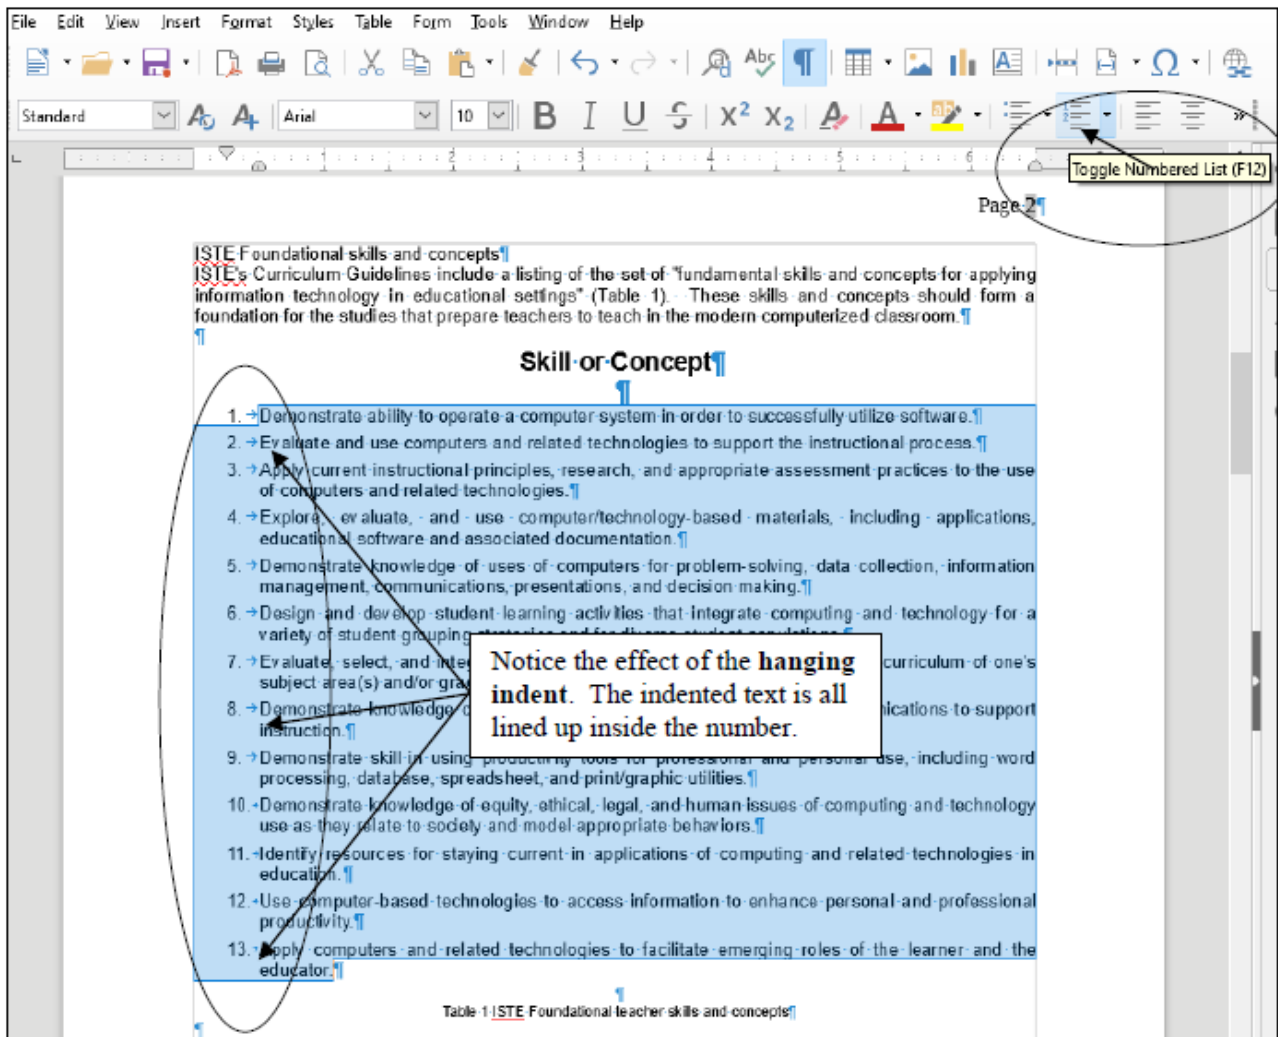 File Edit View Insert Format Styles Table Form Tools Window Help
Standard Arial 10 B I U S X² X₂ A A
Toggle Numbered List (F12)
1 2 3 4 5 6
Page 2¶
ISTE Foundational skills and concepts¶
ISTE's Curriculum Guidelines include a listing of the set of "fundamental skills and concepts for applying
information technology in educational settings" (Table 1). These skills and concepts should form a
foundation for the studies that prepare teachers to teach in the modern computerized classroom.¶
¶
Skill or Concept¶
¶
1. Demonstrate ability to operate a computer system in order to successfully utilize software.¶
2. Evaluate and use computers and related technologies to support the instructional process.¶
3. Apply current instructional principles, research, and appropriate assessment practices to the use
of computers and related technologies.¶
4. Explore, evaluate, and use computer/technology-based materials, including applications,
educational software and associated documentation.¶
5. Demonstrate knowledge of uses of computers for problem-solving, data collection, information
management, communications, presentations, and decision making.¶
6. Design and develop student learning activities that integrate computing and technology for a
variety of student grouping
7. Evaluate, select, and curriculum of one's
subject area(s) and/or
8. Demonstrate knowledge to support
instruction.¶
9. Demonstrate skill in using productivity tools for professional and personal use, including word
processing, database, spreadsheet, and print/graphic utilities.¶
10. Demonstrate knowledge of equity, ethical, legal, and human issues of computing and technology
use as they relate to society and model appropriate behaviors.¶
11. Identify resources for staying current in applications of computing and related technologies in
education.¶
12. Use computer-based technologies to access information to enhance personal and professional
productivity.¶
13. Apply computers and related technologies to facilitate emerging roles of the learner and the
educator.¶
Notice the effect of the hanging
indent. The indented text is all
lined up inside the number.
¶
Table 1 ISTE Foundational teacher skills and concepts¶
¶